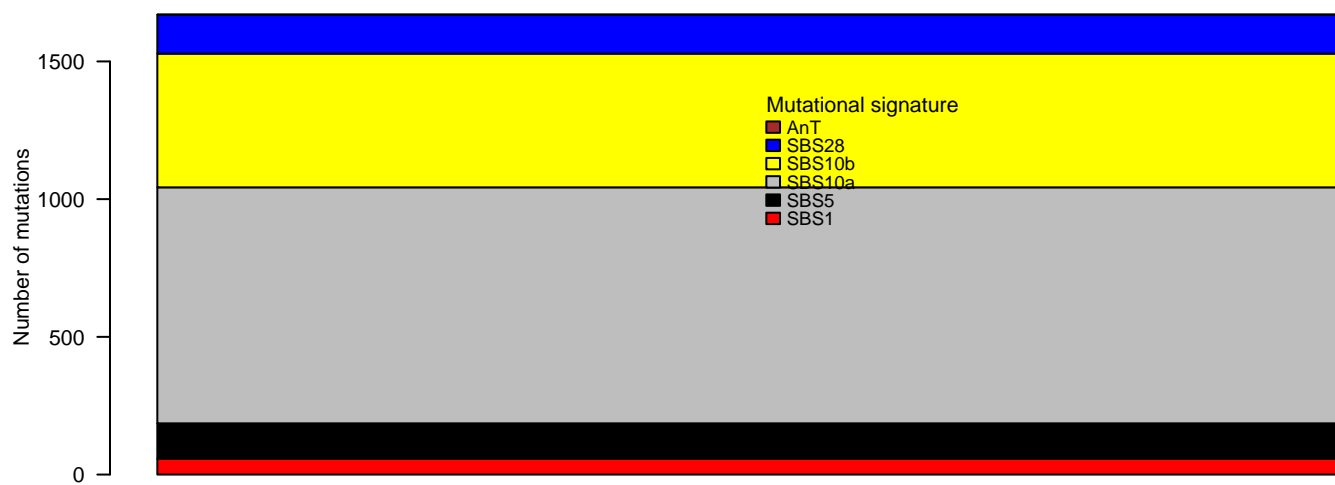 Number of mutations
1500
1000
500
0
Mutational signature
AnT
SBS28
SBS10b
SBS10a
SBS5
SBS1